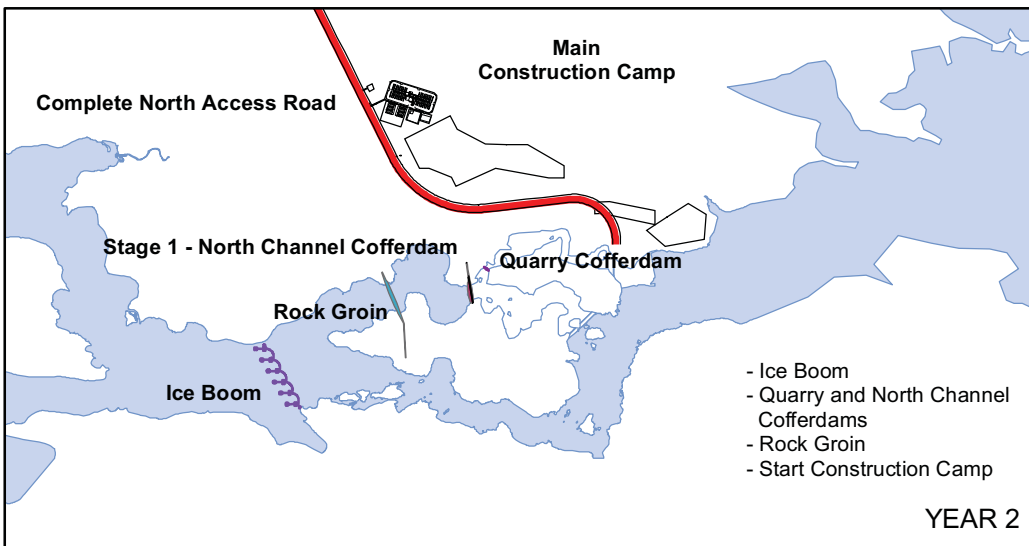 Main
Construction Camp
Complete North Access Road
Stage 1 - North Channel Cofferdam
Quarry Cofferdam
Rock Groin
Ice Boom
- Ice Boom
- Quarry and North Channel
Cofferdams
- Rock Groin
- Start Construction Camp
YEAR 2